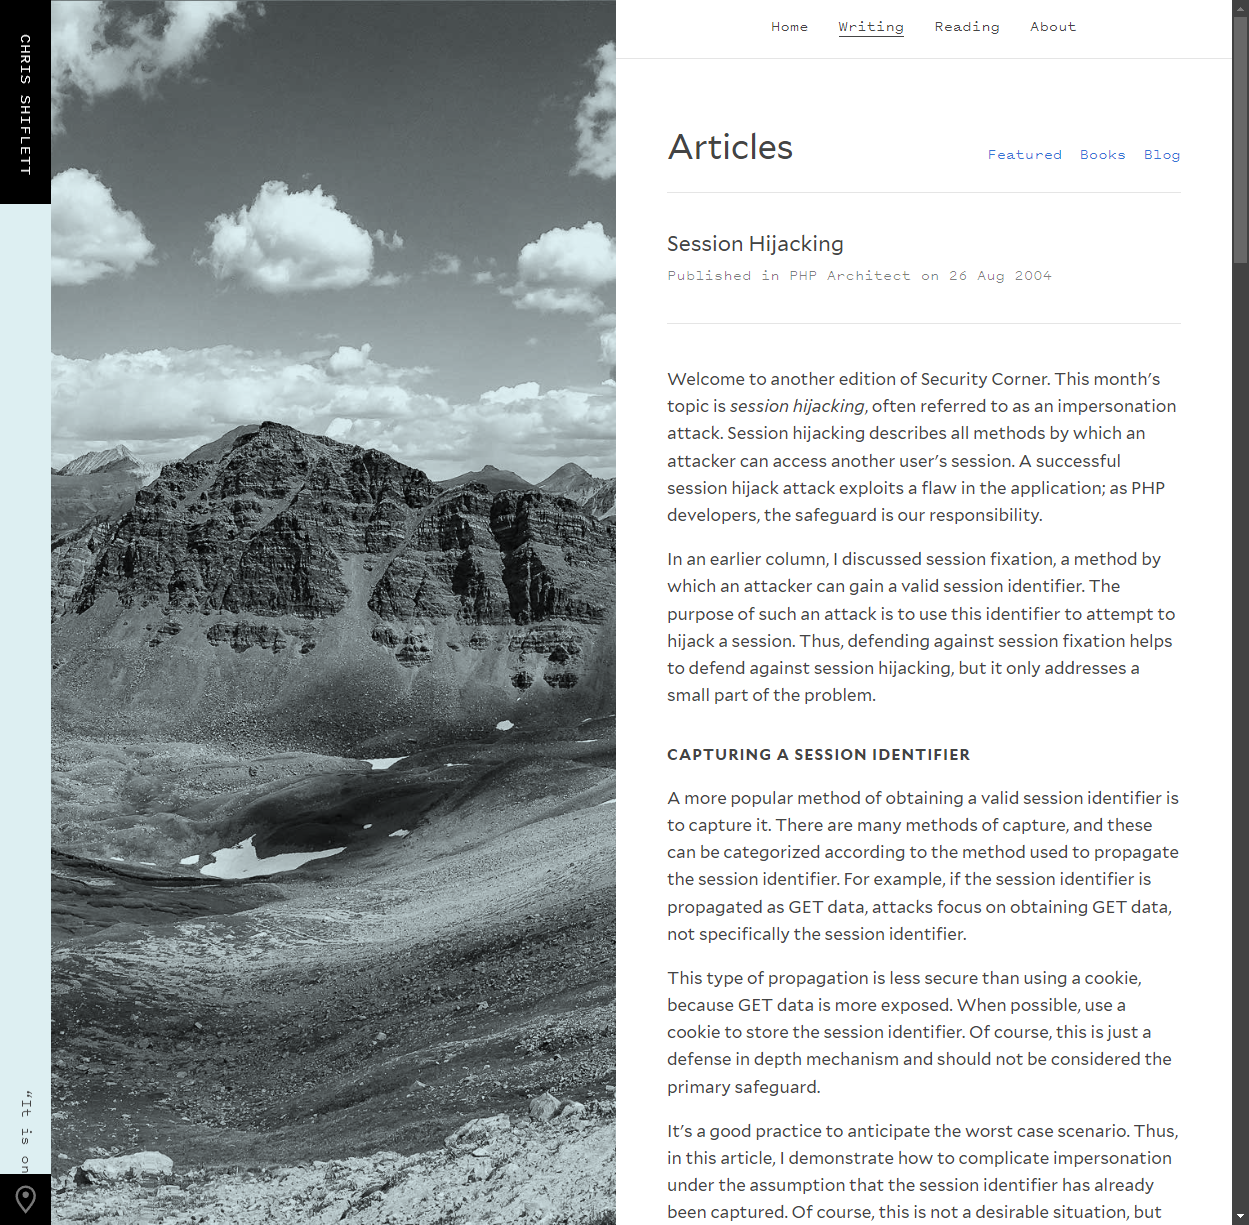 CHRIS SHIFLETT
“It is on
Home Writing Reading About
Articles
Featured Books Blog
Session Hijacking
Published in PHP Architect on 26 Aug 2004
Welcome to another edition of Security Corner. This month’s
topic is session hijacking, often referred to as an impersonation
attack. Session hijacking describes all methods by which an
attacker can access another user’s session. A successful
session hijack attack exploits a flaw in the application; as PHP
developers, the safeguard is our responsibility.
In an earlier column, I discussed session fixation, a method by
which an attacker can gain a valid session identifier. The
purpose of such an attack is to use this identifier to attempt to
hijack a session. Thus, defending against session fixation helps
to defend against session hijacking, but it only addresses a
small part of the problem.
CAPTURING A SESSION IDENTIFIER
A more popular method of obtaining a valid session identifier is
to capture it. There are many methods of capture, and these
can be categorized according to the method used to propagate
the session identifier. For example, if the session identifier is
propagated as GET data, attacks focus on obtaining GET data,
not specifically the session identifier.
This type of propagation is less secure than using a cookie,
because GET data is more exposed. When possible, use a
cookie to store the session identifier. Of course, this is just a
defense in depth mechanism and should not be considered the
primary safeguard.
It’s a good practice to anticipate the worst case scenario. Thus,
in this article, I demonstrate how to complicate impersonation
under the assumption that the session identifier has already
been captured. Of course, this is not a desirable situation, but